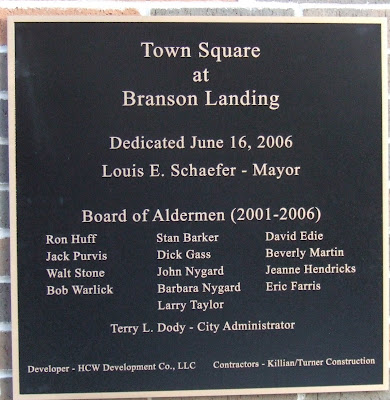 Town Square
at
Branson Landing
Dedicated June 16, 2006
Louis E. Schaefer - Mayor
Board of Aldermen (2001-2006)
Ron Huff Stan Barker David Edie
Jack Purvis Dick Gass Beverly Martin
Walt Stone John Nygard Jeanne Hendricks
Bob Warlick Barbara Nygard Eric Farris
Larry Taylor
Terry L. Dody - City Administrator
Developer - HCW Development Co., LLC Contractors - Killian/Turner Construction